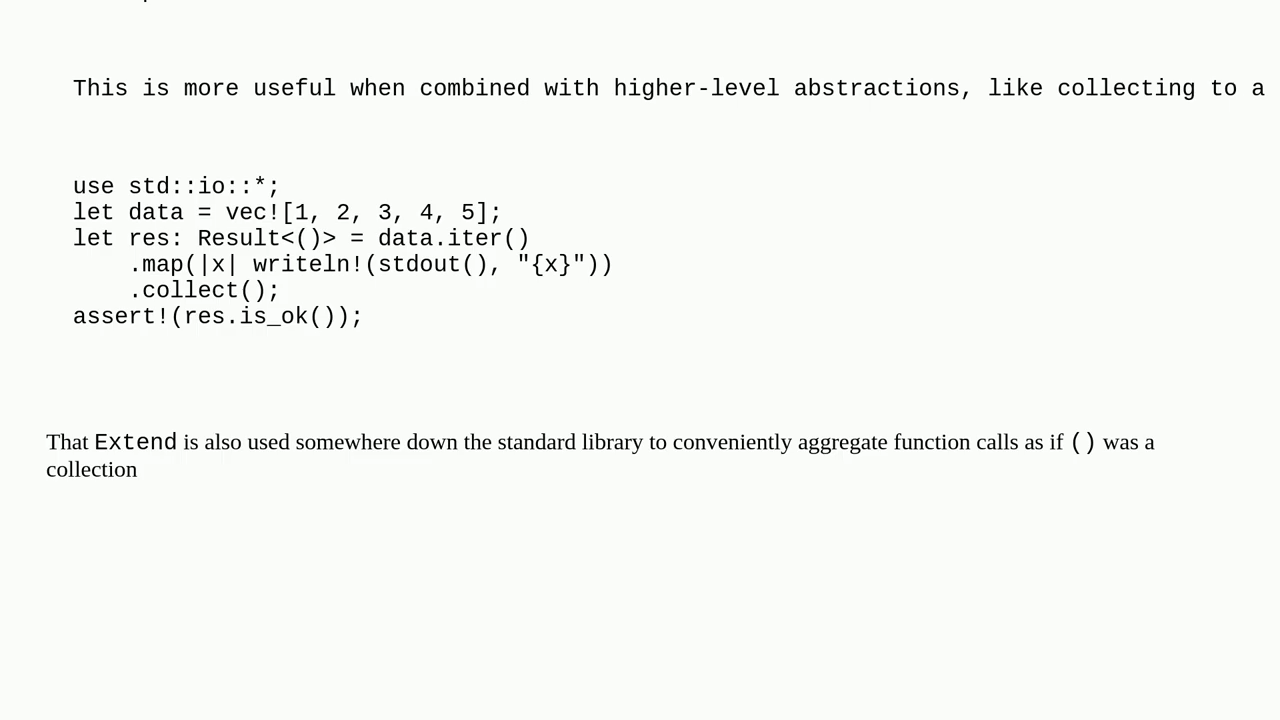 This is more useful when combined with higher-level abstractions, like collecting to a
use std::io::*;
let data = vec![1, 2, 3, 4, 5];
let res: Result<()> = data.iter()
    .map(|x| writeln!(stdout(), "{x}"))
    .collect();
assert!(res.is_ok());
That Extend is also used somewhere down the standard library to conveniently aggregate function calls as if () was a
collection